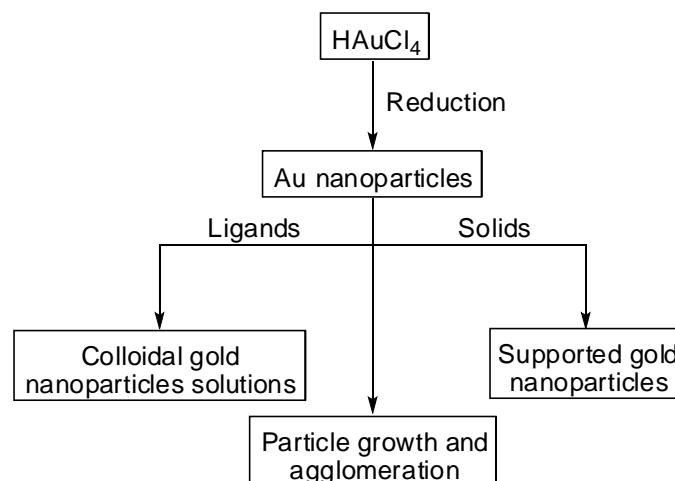 HAuCl₄
Reduction
Au nanoparticles
Ligands
Solids
Colloidal gold
nanoparticles solutions
Supported gold
nanoparticles
Particle growth and
agglomeration